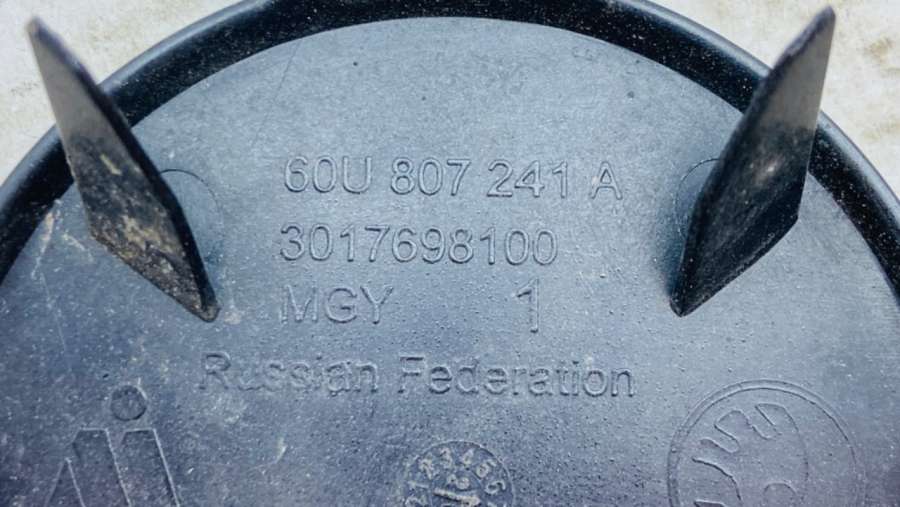 60U 807 241 A
3017698100
MGY 1
Russian Federation